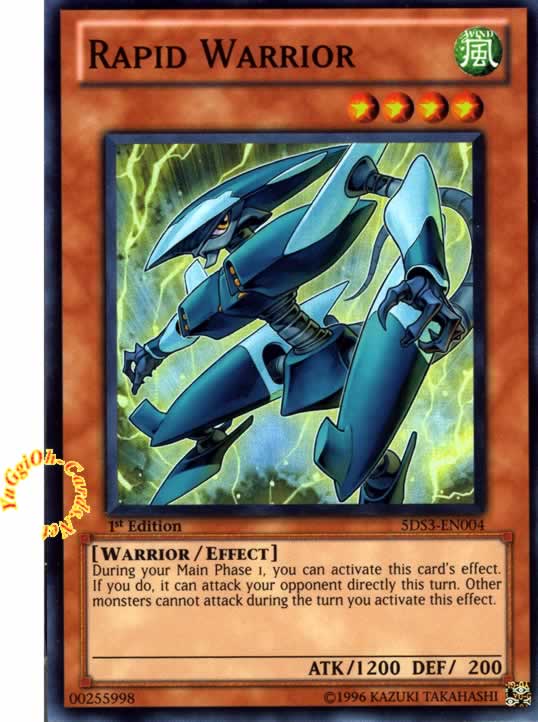 RAPID WARRIOR
WIND
風
1st Edition
5DS3-EN004
[WARRIOR/EFFECT]
During your Main Phase 1, you can activate this card's effect.
If you do, it can attack your opponent directly this turn. Other
monsters cannot attack during the turn you activate this effect.
ATK/1200 DEF/ 200
00255998
©1996 KAZUKI TAKAHASHI
YuGgiOh-Cards.Net